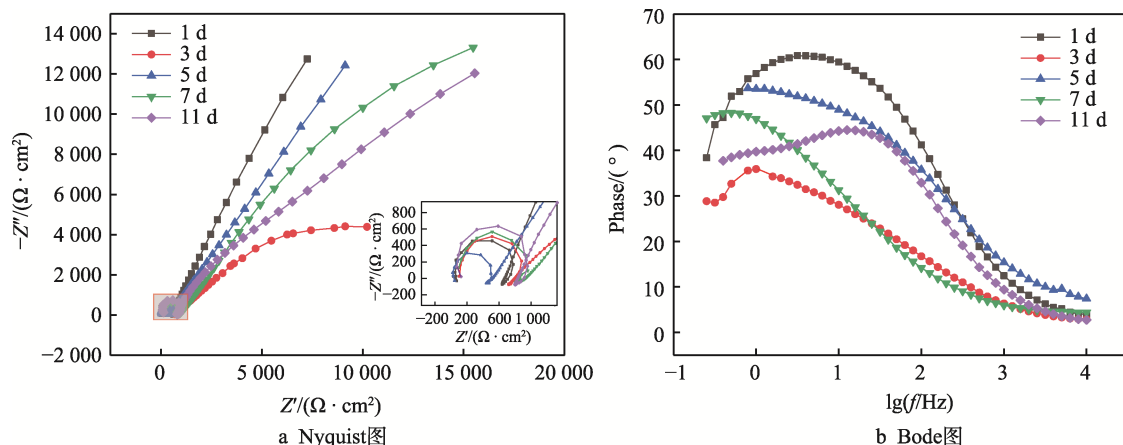 14 000
12 000
10 000
8 000
6 000
4 000
2 000
0
−2 000
−Z″/(Ω · cm²)
1 d
3 d
5 d
7 d
11 d
800
600
400
200
0
−200
−Z″/(Ω · cm²)
−200 200 600 1 000
Z′/(Ω · cm²)
0 5 000 10 000 15 000 20 000
Z′/(Ω · cm²)
a Nyquist图
70
60
50
40
30
20
10
0
Phase/( ° )
1 d
3 d
5 d
7 d
11 d
−1 0 1 2 3 4
lg(f/Hz)
b Bode图